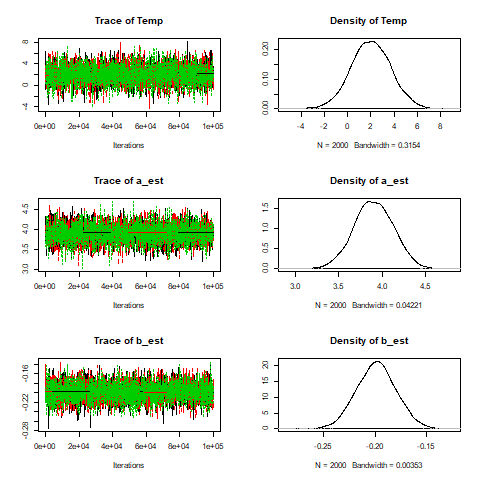 Trace of Temp
8
4
0
-4
0e+00 2e+04 4e+04 6e+04 8e+04 1e+05
Iterations
Density of Temp
0.20
0.10
0.00
-4 -2 0 2 4 6 8
N = 2000 Bandwidth = 0.3154
Trace of a_est
4.5
4.0
3.5
3.0
0e+00 2e+04 4e+04 6e+04 8e+04 1e+05
Iterations
Density of a_est
1.5
1.0
0.5
0.0
3.0 3.5 4.0 4.5
N = 2000 Bandwidth = 0.04221
Trace of b_est
-0.16
-0.22
-0.28
0e+00 2e+04 4e+04 6e+04 8e+04 1e+05
Iterations
Density of b_est
20
15
10
5
0
-0.25 -0.20 -0.15
N = 2000 Bandwidth = 0.00353